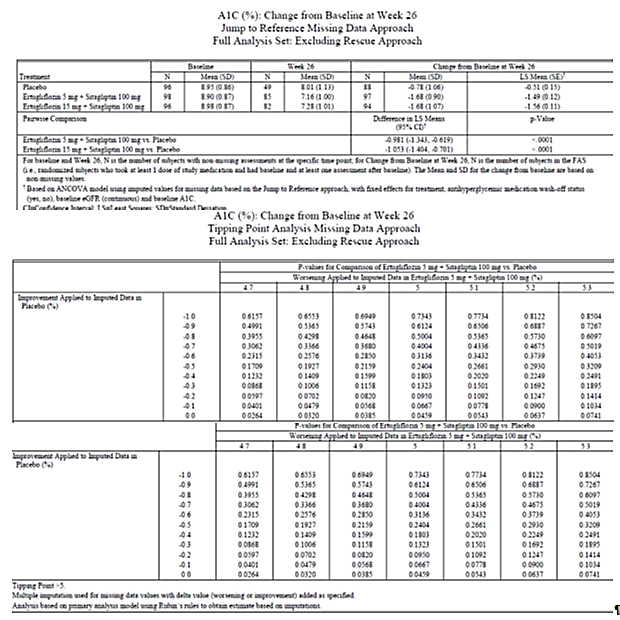 A1C (%): Change from Baseline at Week 26
Jump to Reference Missing Data Approach
Full Analysis Set: Excluding Rescue Approach
Baseline Week 26 Change from Baseline at Week 26
Treatment N Mean (SD) N Mean (SD) N Mean (SD) LS Mean (SE)†
Placebo 96 8.95 (0.86) 49 8.01 (1.13) 88 -0.78 (1.06) -0.51 (0.15)
Ertugliflozin 5 mg + Sitagliptin 100 mg 98 8.90 (0.87) 85 7.16 (1.00) 97 -1.68 (0.90) -1.49 (0.12)
Ertugliflozin 15 mg + Sitagliptin 100 mg 96 8.98 (0.87) 82 7.28 (1.01) 94 -1.68 (1.07) -1.56 (0.11)
Pairwise Comparison Difference in LS Means p-Value
(95% CI)†
Ertugliflozin 5 mg + Sitagliptin 100 mg vs. Placebo -0.981 (-1.343, -0.619) <.0001
Ertugliflozin 15 mg + Sitagliptin 100 mg vs. Placebo -1.053 (-1.404, -0.701) <.0001
For baseline and Week 26, N is the number of subjects with non-missing assessments at the specific time point; for Change from Baseline at Week 26, N is the number of subjects in the FAS
(i.e., randomized subjects who took at least 1 dose of study medication and had baseline and at least one assessment after baseline). The Mean and SD for the change from baseline are based on
non-missing values.
† Based on ANCOVA model using imputed values for missing data based on the Jump to Reference approach, with fixed effects for treatment, antihyperglycemic medication wash-off status
(yes, no), baseline eGFR (continuous) and baseline A1C.
CI=Confidence Interval; LS=Least Squares; SD=Standard Deviation
A1C (%): Change from Baseline at Week 26
Tipping Point Analysis Missing Data Approach
Full Analysis Set: Excluding Rescue Approach
P-values for Comparison of Ertugliflozin 5 mg + Sitagliptin 100 mg vs. Placebo
Worsening Applied to Imputed Data in Ertugliflozin 5 mg + Sitagliptin 100 mg (%)
4.7 4.8 4.9 5 5.1 5.2 5.3
Improvement Applied to Imputed Data in
Placebo (%)
-1.0 0.6157 0.6553 0.6949 0.7343 0.7734 0.8122 0.8504
-0.9 0.4991 0.5365 0.5743 0.6124 0.6506 0.6887 0.7267
-0.8 0.3955 0.4298 0.4648 0.5004 0.5365 0.5730 0.6097
-0.7 0.3062 0.3366 0.3680 0.4004 0.4336 0.4675 0.5019
-0.6 0.2315 0.2576 0.2850 0.3136 0.3432 0.3739 0.4053
-0.5 0.1709 0.1927 0.2159 0.2404 0.2661 0.2930 0.3209
-0.4 0.1232 0.1409 0.1599 0.1803 0.2020 0.2249 0.2491
-0.3 0.0868 0.1006 0.1158 0.1323 0.1501 0.1692 0.1895
-0.2 0.0597 0.0702 0.0820 0.0950 0.1092 0.1247 0.1414
-0.1 0.0401 0.0479 0.0568 0.0667 0.0778 0.0900 0.1034
0.0 0.0264 0.0320 0.0385 0.0459 0.0543 0.0637 0.0741
P-values for Comparison of Ertugliflozin 5 mg + Sitagliptin 100 mg vs. Placebo
Worsening Applied to Imputed Data in Ertugliflozin 5 mg + Sitagliptin 100 mg (%)
4.7 4.8 4.9 5 5.1 5.2 5.3
Improvement Applied to Imputed Data in
Placebo (%)
-1.0 0.6157 0.6553 0.6949 0.7343 0.7734 0.8122 0.8504
-0.9 0.4991 0.5365 0.5743 0.6124 0.6506 0.6887 0.7267
-0.8 0.3955 0.4298 0.4648 0.5004 0.5365 0.5730 0.6097
-0.7 0.3062 0.3366 0.3680 0.4004 0.4336 0.4675 0.5019
-0.6 0.2315 0.2576 0.2850 0.3136 0.3432 0.3739 0.4053
-0.5 0.1709 0.1927 0.2159 0.2404 0.2661 0.2930 0.3209
-0.4 0.1232 0.1409 0.1599 0.1803 0.2020 0.2249 0.2491
-0.3 0.0868 0.1006 0.1158 0.1323 0.1501 0.1692 0.1895
-0.2 0.0597 0.0702 0.0820 0.0950 0.1092 0.1247 0.1414
-0.1 0.0401 0.0479 0.0568 0.0667 0.0778 0.0900 0.1034
0.0 0.0264 0.0320 0.0385 0.0459 0.0543 0.0637 0.0741
Tipping Point >5.
Multiple imputation used for missing data values with delta value (worsening or improvement) added as specified.
Analysis based on primary analysis model using Rubin's rules to obtain estimate based on imputations.
¶